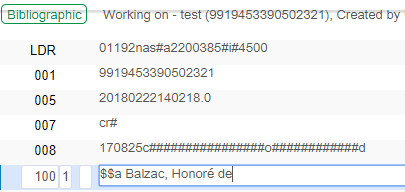 Bibliographic Working on - test (9919453390502321), Created by
LDR 01192nas#a2200385#i#4500
001 9919453390502321
005 20180222140218.0
007 cr#
008 170825c################o############d
100 1 $$a Balzac, Honoré de